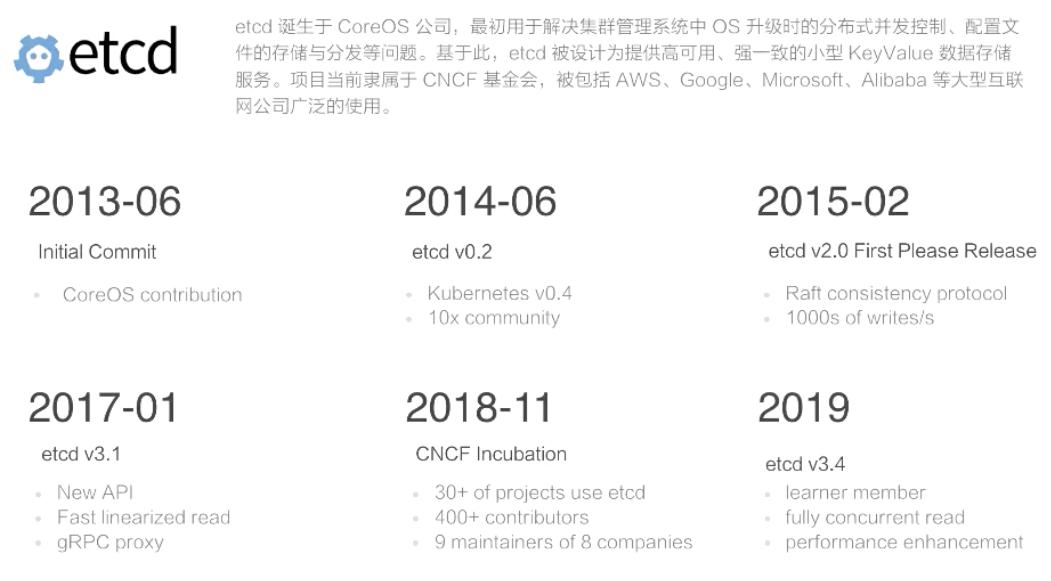 etcd
etcd 诞生于 CoreOS 公司，最初用于解决集群管理系统中 OS 升级时的分布式并发控制、配置文
件的存储与分发等问题。基于此，etcd 被设计为提供高可用、强一致的小型 KeyValue 数据存储
服务。项目当前隶属于 CNCF 基金会，被包括 AWS、Google、Microsoft、Alibaba 等大型互联
网公司广泛的使用。
2013-06
Initial Commit
• CoreOS contribution
2014-06
etcd v0.2
• Kubernetes v0.4
• 10x community
2015-02
etcd v2.0 First Please Release
• Raft consistency protocol
• 1000s of writes/s
2017-01
etcd v3.1
• New API
• Fast linearized read
• gRPC proxy
2018-11
CNCF Incubation
• 30+ of projects use etcd
• 400+ contributors
• 9 maintainers of 8 companies
2019
etcd v3.4
• learner member
• fully concurrent read
• performance enhancement